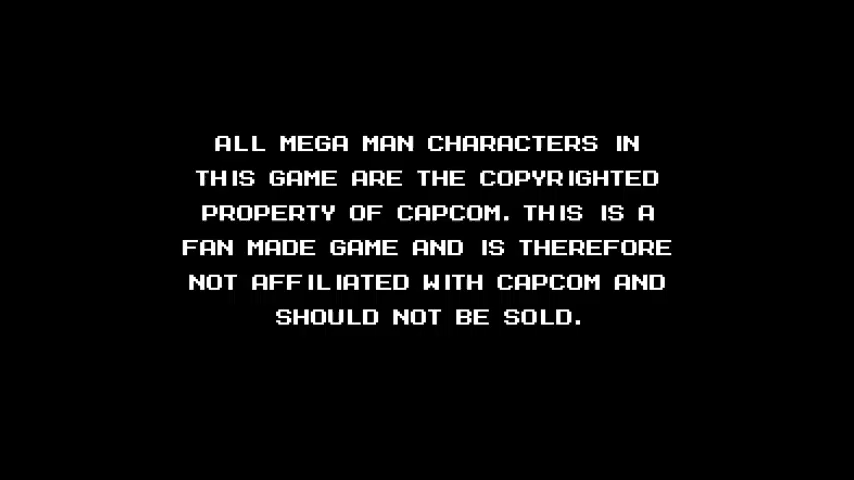 ALL MEGA MAN CHARACTERS IN
THIS GAME ARE THE COPYRIGHTED
PROPERTY OF CAPCOM. THIS IS A
FAN MADE GAME AND IS THEREFORE
NOT AFFILIATED WITH CAPCOM AND
SHOULD NOT BE SOLD.